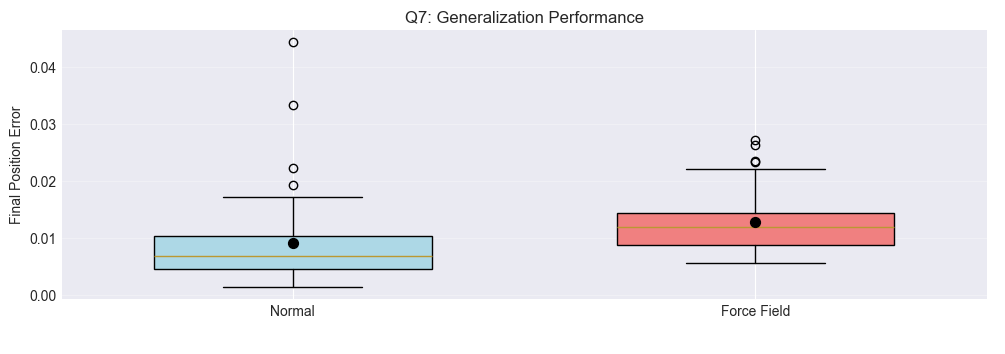 Q7: Generalization Performance
Final Position Error
0.04
0.03
0.02
0.01
0.00
Normal
Force Field